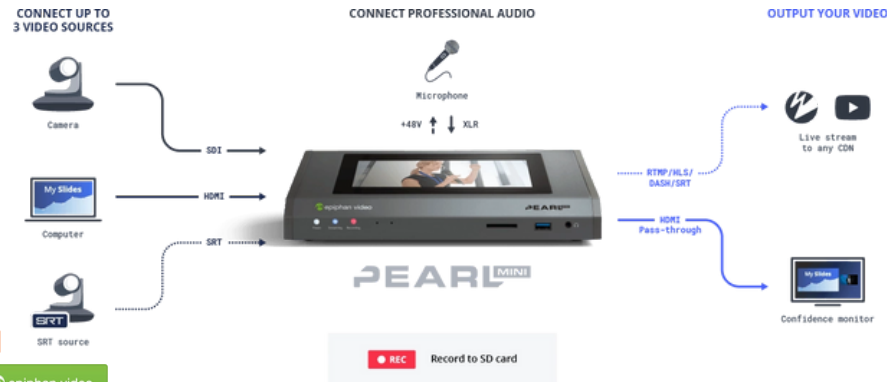 CONNECT UP TO
3 VIDEO SOURCES
CONNECT PROFESSIONAL AUDIO
OUTPUT YOUR VIDEO
Camera
Microphone
+48V
XLR
SDI
My Slides
HDMI
Computer
SRT
SRT
SRT source
epiphan video
PEARL
PEARL MINI
RTMP/HLS/
DASH/SRT
Live stream
to any CDN
HDMI
Pass-through
My Slides
Confidence monitor
REC
Record to SD card
epiphan video